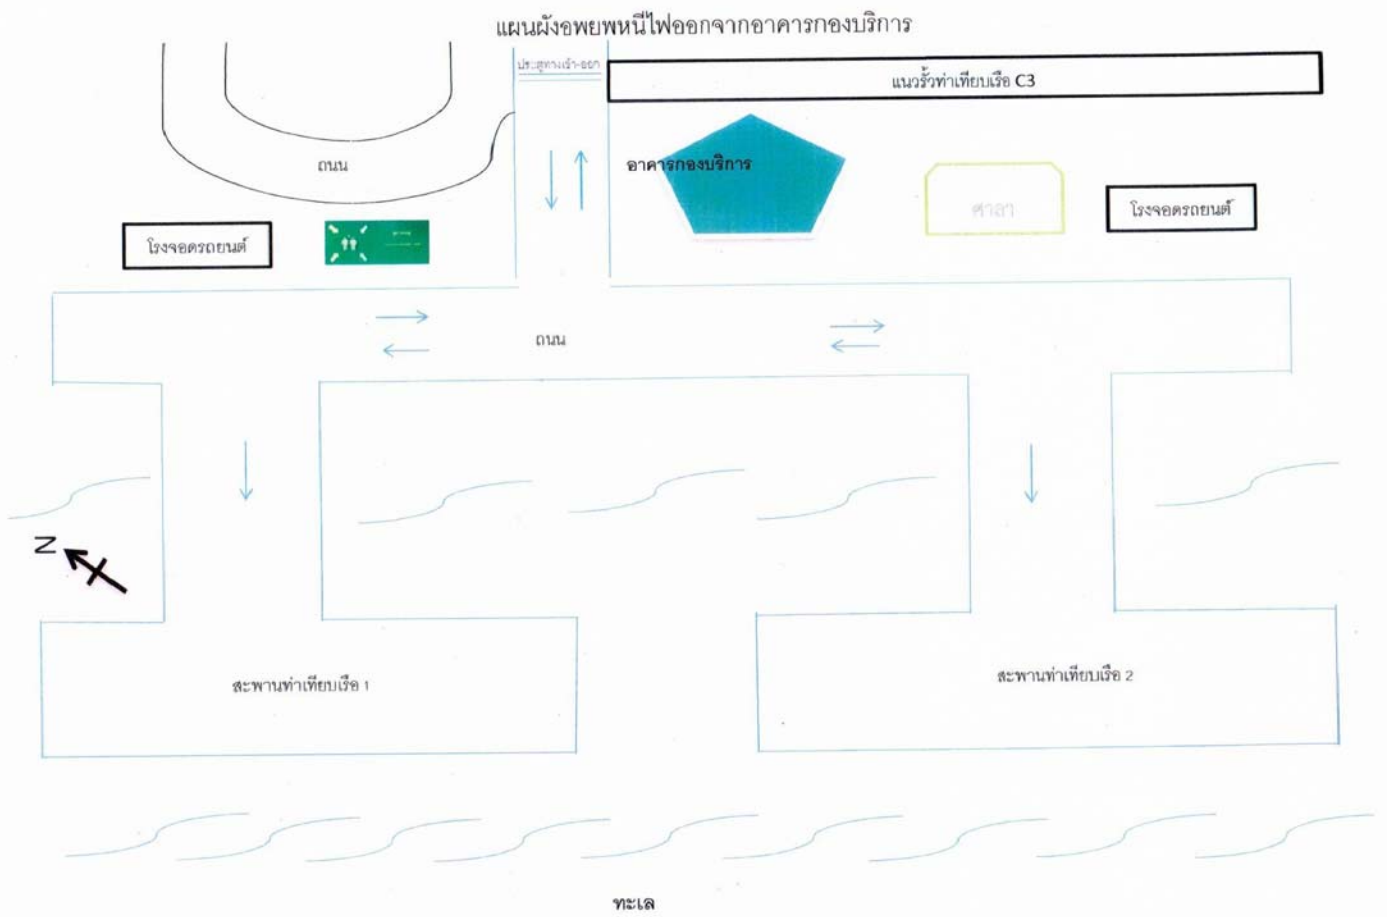 แผนผังอพยพหนีไฟออกจากอาคารกองบริการ
ประตูทางเข้า-ออก
แนวรั้วท่าเทียบเรือ C3
ถนน
อาคารกองบริการ
ศาลา
โรงจอดรถยนต์
โรงจอดรถยนต์
ถนน
N
สะพานท่าเทียบเรือ 1
สะพานท่าเทียบเรือ 2
ทะเล